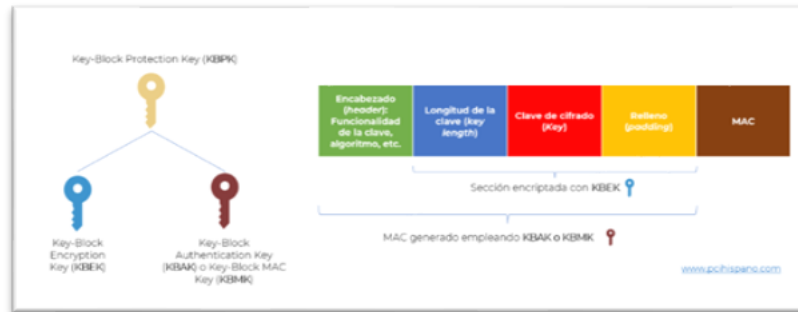 Key-Block Protection Key (KBPK)
Key-Block
Encryption
Key (KBEK)
Key-Block
Authentication Key
(KBAK) o Key-Block MAC
Key (KBMK)
Encabezado
(header):
Funcionalidad
de la clave,
algoritmo, etc.
Longitud de la
clave (key
length)
Clave de cifrado
(Key)
Relleno
(padding)
MAC
Sección encriptada con KBEK
MAC generado empleando KBAK o KBMK
www.pcihispano.com